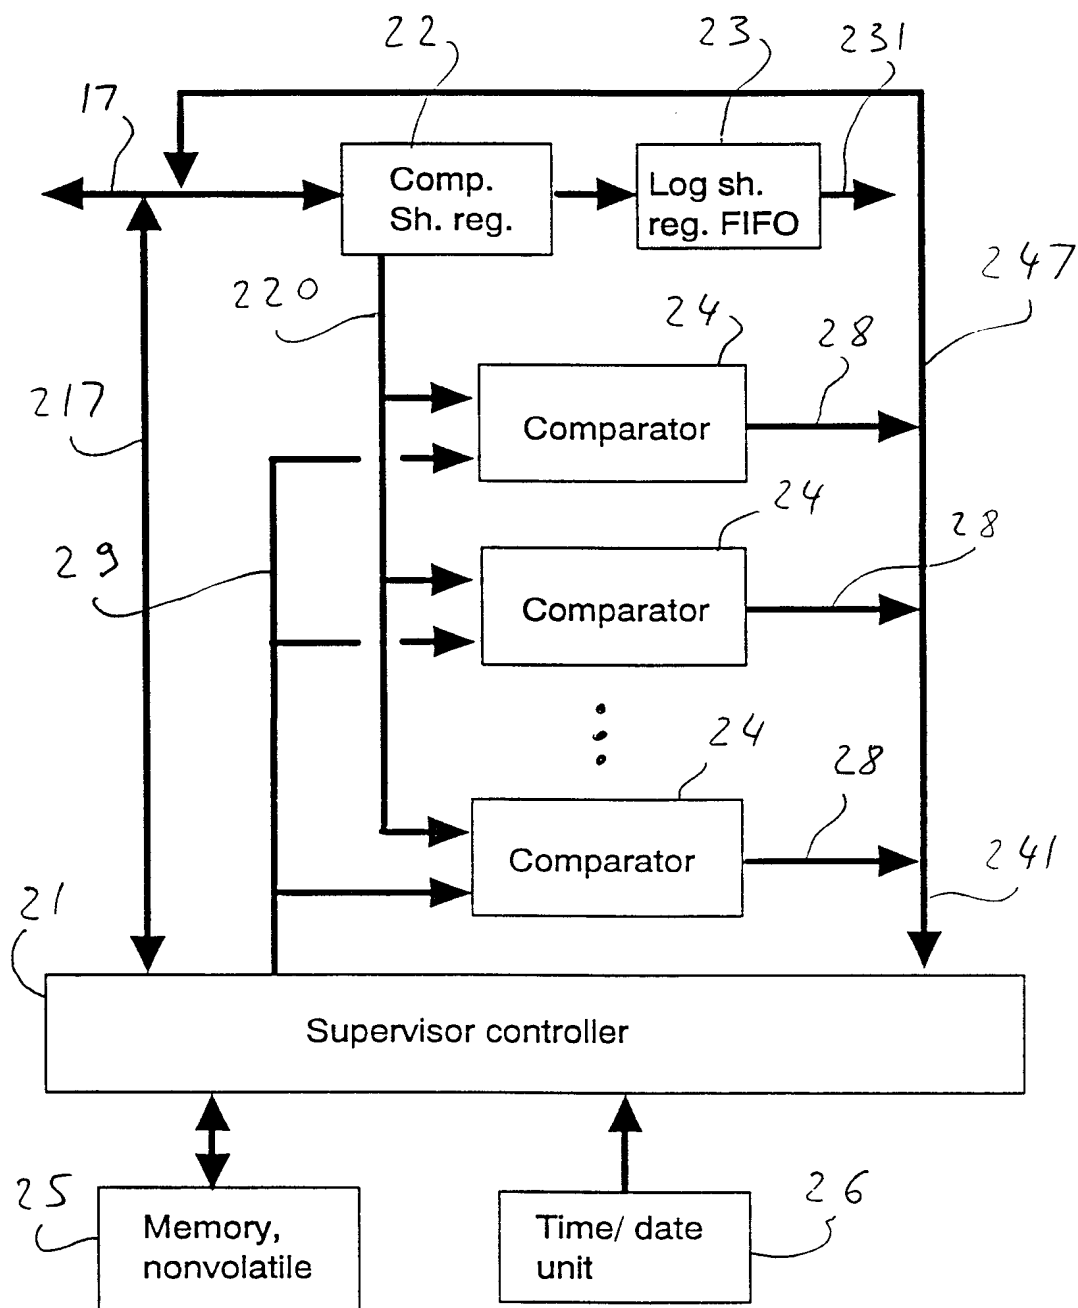 22
23
231
17
Comp.
Sh. reg.
Log sh.
reg. FIFO
220
247
24
28
217
Comparator
24
28
29
Comparator
24
28
Comparator
241
21
Supervisor controller
25
26
Memory,
nonvolatile
Time/ date
unit